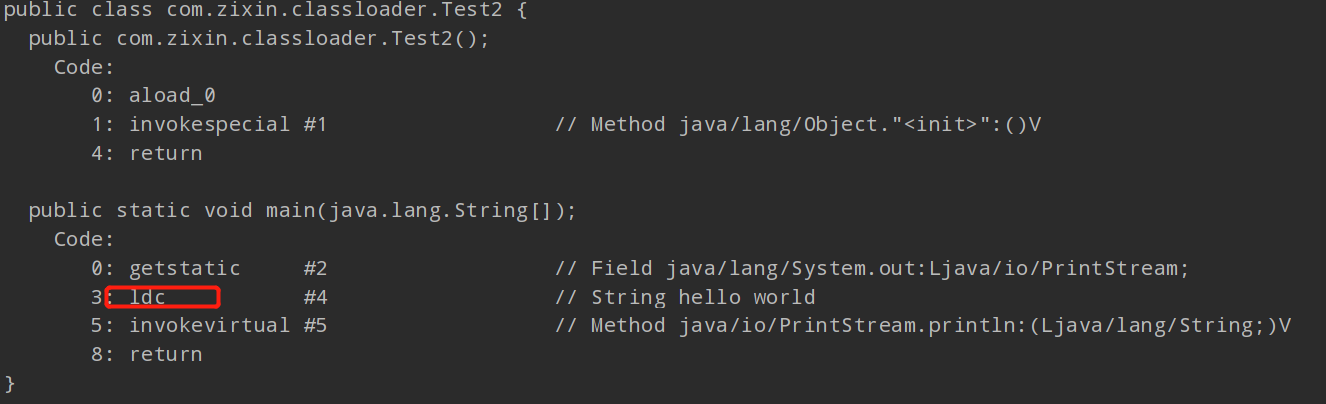 public class com.zixin.classloader.Test2 {
  public com.zixin.classloader.Test2();
    Code:
       0: aload_0
       1: invokespecial #1                  // Method java/lang/Object."<init>":()V
       4: return

  public static void main(java.lang.String[]);
    Code:
       0: getstatic     #2                  // Field java/lang/System.out:Ljava/io/PrintStream;
       3: ldc           #4                  // String hello world
       5: invokevirtual #5                  // Method java/io/PrintStream.println:(Ljava/lang/String;)V
       8: return
}